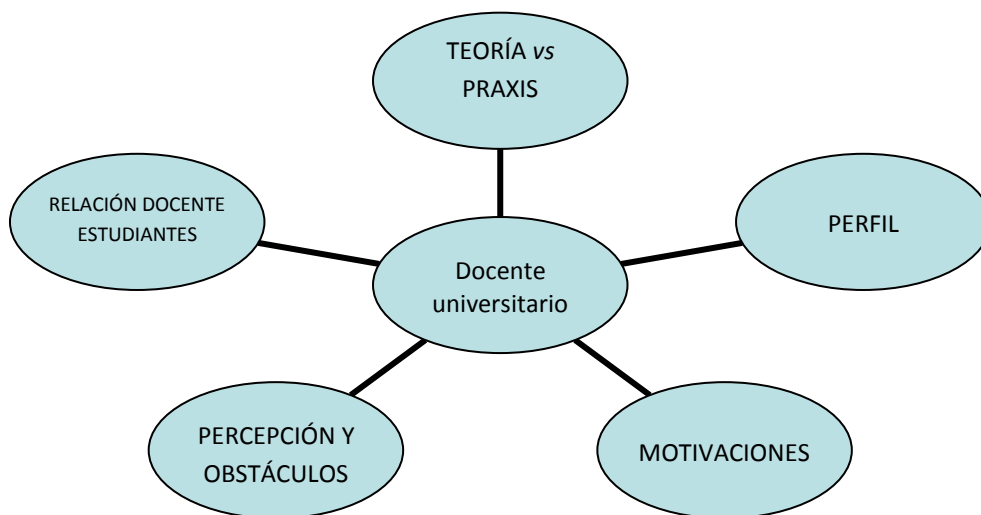 TEORÍA vs
PRAXIS
RELACIÓN DOCENTE
ESTUDIANTES
PERFIL
Docente
universitario
PERCEPCIÓN Y
OBSTÁCULOS
MOTIVACIONES